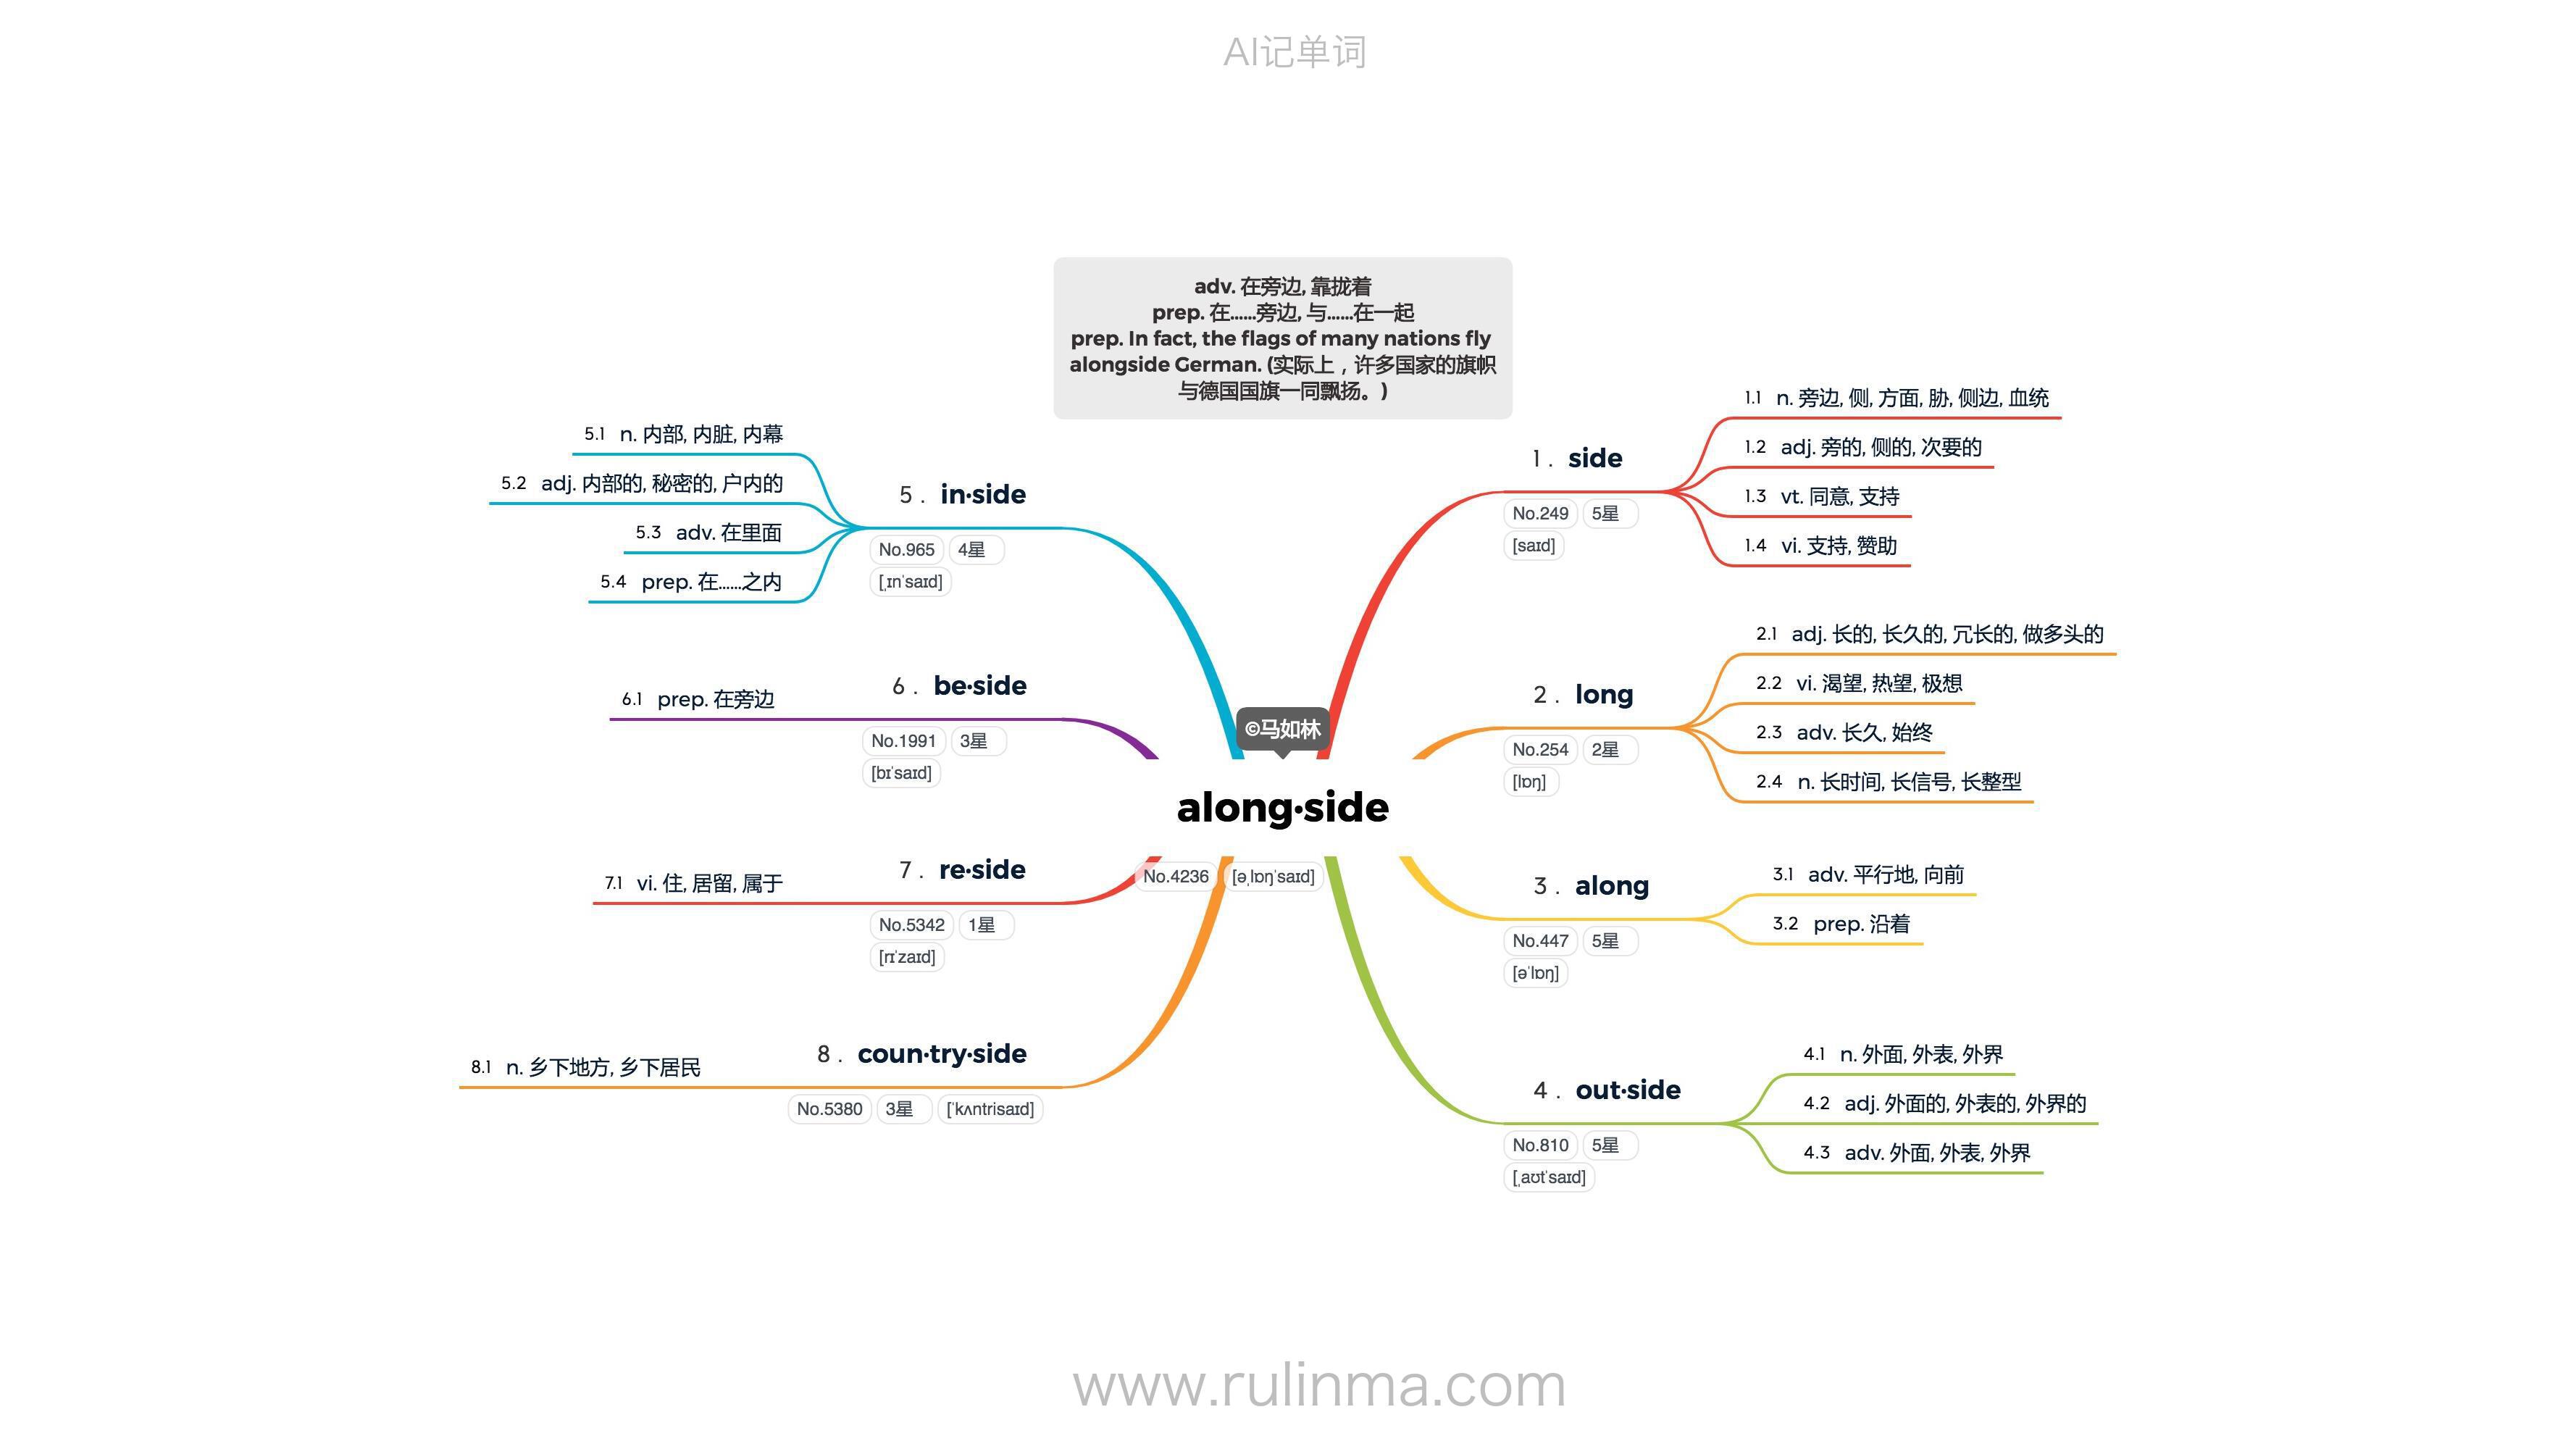 AI记单词
adv. 在旁边, 靠拢着
prep. 在......旁边, 与......在一起
prep. In fact, the flags of many nations fly
alongside German. (实际上，许多国家的旗帜
与德国国旗一同飘扬。)
©马如林
along·side
No.4236 [əˌlɒŋˈsaɪd]
1. side
No.249 5星
[saɪd]
1.1 n. 旁边, 侧, 方面, 胁, 侧边, 血统
1.2 adj. 旁的, 侧的, 次要的
1.3 vt. 同意, 支持
1.4 vi. 支持, 赞助
2. long
No.254 2星
[lɒŋ]
2.1 adj. 长的, 长久的, 冗长的, 做多头的
2.2 vi. 渴望, 热望, 极想
2.3 adv. 长久, 始终
2.4 n. 长时间, 长信号, 长整型
3. along
No.447 5星
[əˈlɒŋ]
3.1 adv. 平行地, 向前
3.2 prep. 沿着
4. out·side
No.810 5星
[ˌaʊtˈsaɪd]
4.1 n. 外面, 外表, 外界
4.2 adj. 外面的, 外表的, 外界的
4.3 adv. 外面, 外表, 外界
5. in·side
No.965 4星
[ˌɪnˈsaɪd]
5.1 n. 内部, 内脏, 内幕
5.2 adj. 内部的, 秘密的, 户内的
5.3 adv. 在里面
5.4 prep. 在......之内
6. be·side
No.1991 3星
[bɪˈsaɪd]
6.1 prep. 在旁边
7. re·side
No.5342 1星
[rɪˈzaɪd]
7.1 vi. 住, 居留, 属于
8. coun·try·side
No.5380 3星 [ˈkʌntrisaɪd]
8.1 n. 乡下地方, 乡下居民
www.rulinma.com